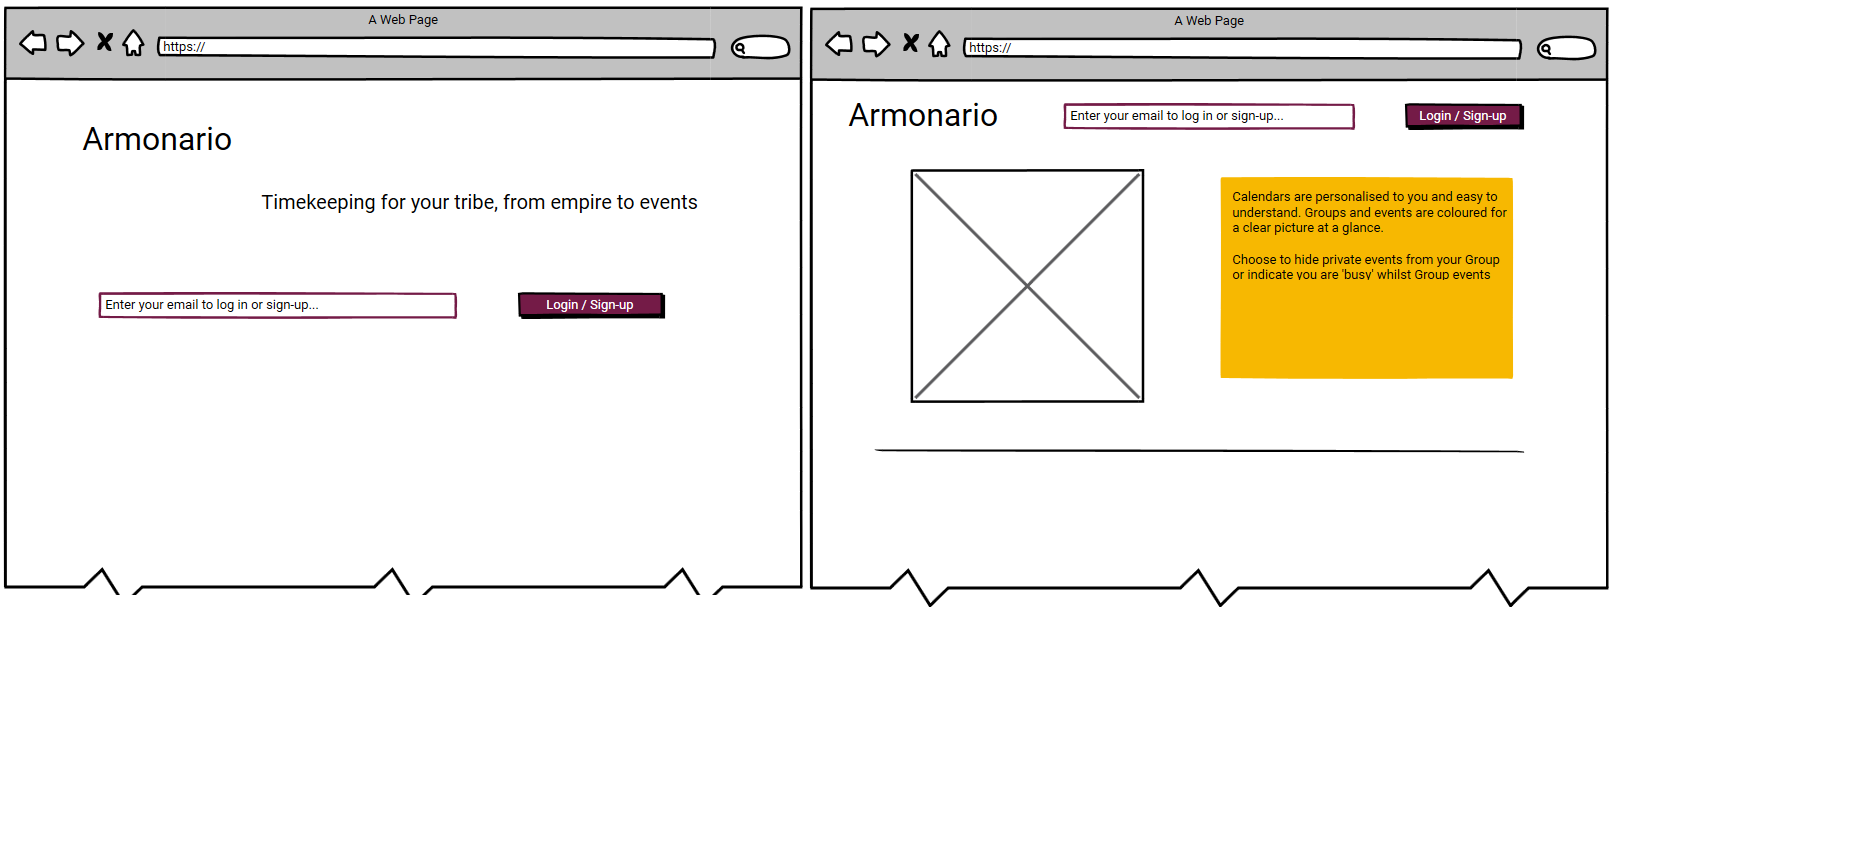 A Web Page
https://
Armonario
Timekeeping for your tribe, from empire to events
Enter your email to log in or sign-up...
Login / Sign-up
A Web Page
https://
Armonario
Enter your email to log in or sign-up...
Login / Sign-up
Calendars are personalised to you and easy to
understand. Groups and events are coloured for
a clear picture at a glance.
Choose to hide private events from your Group
or indicate you are 'busy' whilst Group events